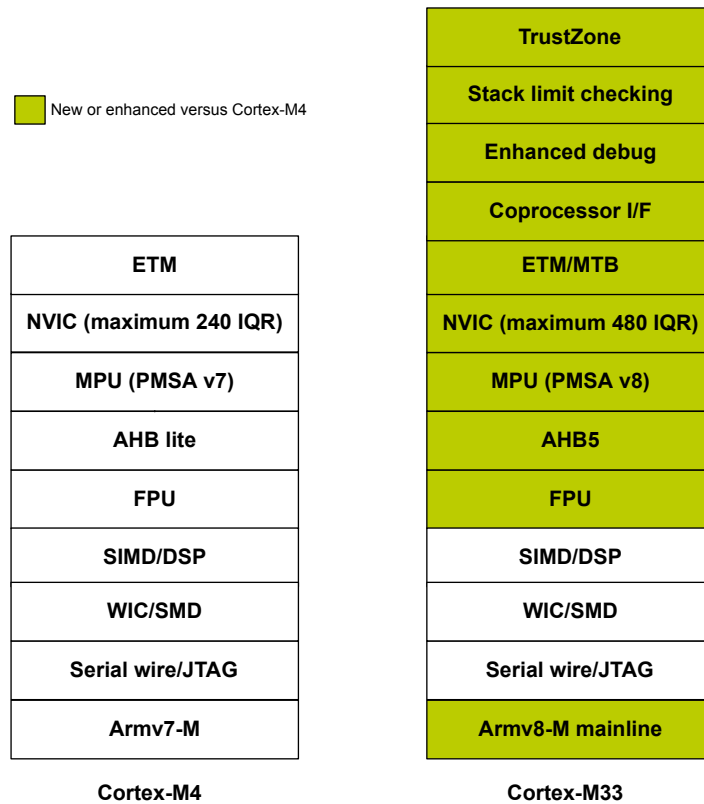 TrustZone
Stack limit checking
New or enhanced versus Cortex-M4
Enhanced debug
Coprocessor I/F
ETM
ETM/MTB
NVIC (maximum 240 IQR)
NVIC (maximum 480 IQR)
MPU (PMSA v7)
MPU (PMSA v8)
AHB lite
AHB5
FPU
FPU
SIMD/DSP
SIMD/DSP
WIC/SMD
WIC/SMD
Serial wire/JTAG
Serial wire/JTAG
Armv7-M
Armv8-M mainline
Cortex-M4
Cortex-M33